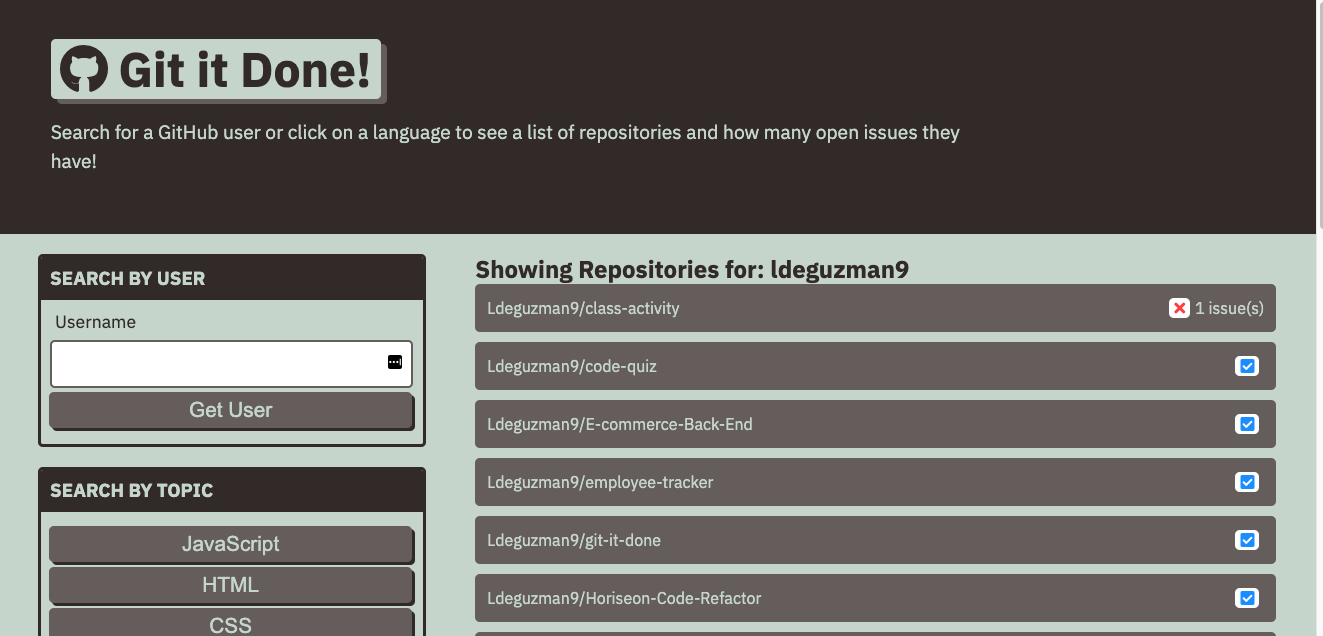 Git it Done!
Search for a GitHub user or click on a language to see a list of repositories and how many open issues they
have!
SEARCH BY USER
Username
Get User
SEARCH BY TOPIC
JavaScript
HTML
CSS
Showing Repositories for: ldeguzman9
Ldeguzman9/class-activity 1 issue(s)
Ldeguzman9/code-quiz
Ldeguzman9/E-commerce-Back-End
Ldeguzman9/employee-tracker
Ldeguzman9/git-it-done
Ldeguzman9/Horiseon-Code-Refactor